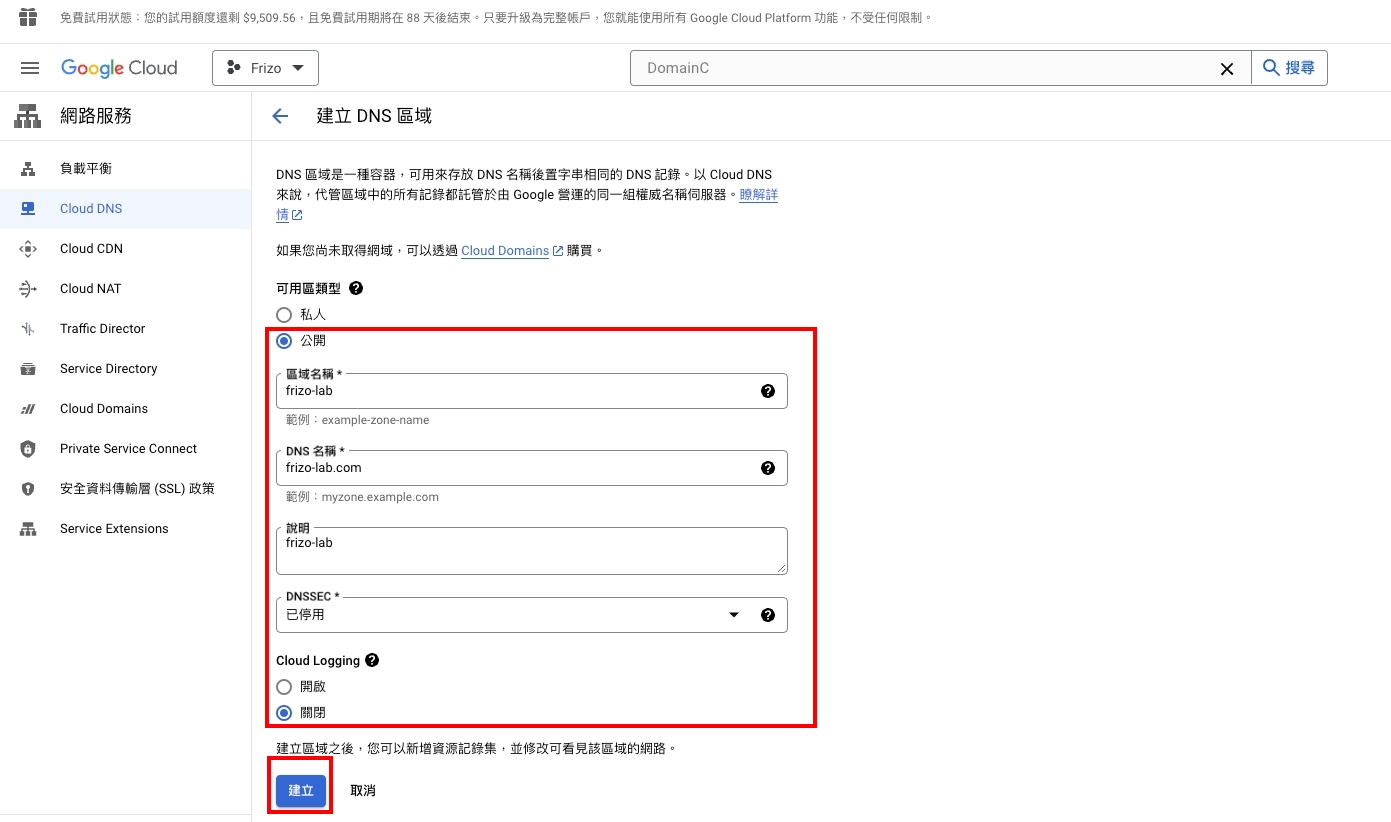 免費試用狀態：您的試用額度還剩 $9,509.56，且免費試用期將在 88 天後結束。只要升級為完整帳戶，您就能使用所有 Google Cloud Platform 功能，不受任何限制。
Google Cloud
Frizo
DomainC
搜尋
網路服務
建立 DNS 區域
負載平衡
Cloud DNS
Cloud CDN
Cloud NAT
Traffic Director
Service Directory
Cloud Domains
Private Service Connect
安全資料傳輸層 (SSL) 政策
Service Extensions
DNS 區域是一種容器，可用來存放 DNS 名稱後置字串相同的 DNS 記錄。以 Cloud DNS
來說，代管區域中的所有記錄都託管於由 Google 營運的同一組權威名稱伺服器。瞭解詳
情
如果您尚未取得網域，可以透過 Cloud Domains 購買。
可用區類型
私人
公開
區域名稱 *
frizo-lab
範例：example-zone-name
DNS 名稱 *
frizo-lab.com
範例：myzone.example.com
說明
frizo-lab
DNSSEC *
已停用
Cloud Logging
開啟
關閉
建立區域之後，您可以新增資源記錄集，並修改可看見該區域的網路。
建立
取消